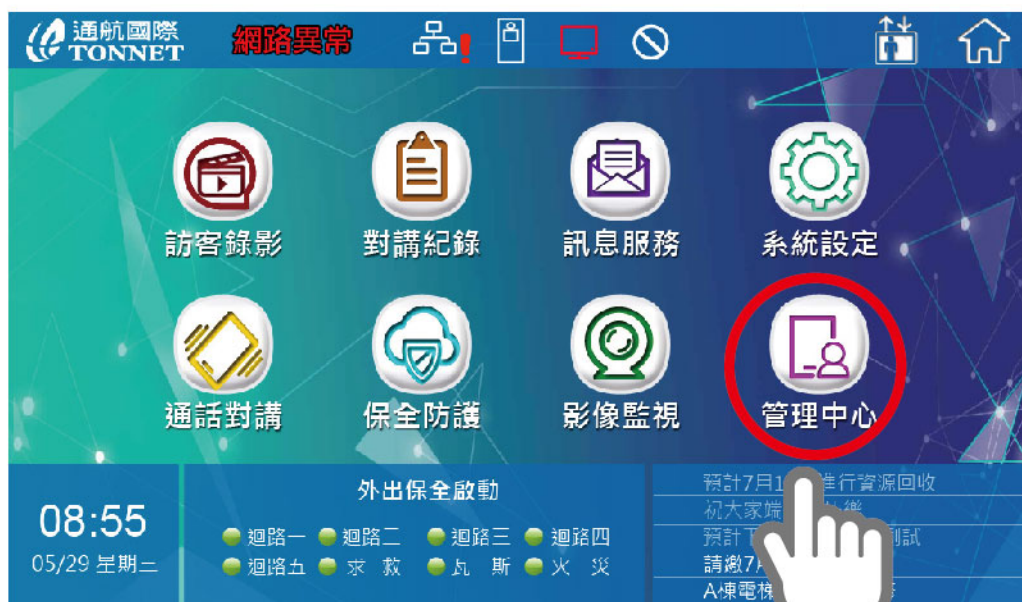 通航國際
TONNET
網路異常
訪客錄影 對講紀錄 訊息服務 系統設定
通話對講 保全防護 影像監視 管理中心
08:55
05/29 星期二
外出保全啟動
迴路一 迴路二 迴路三 迴路四
迴路五 求救 瓦斯 火災
預計7月1 進行資源回收
祝大家端 樂
預計 測試
請繳7
A棟電梯